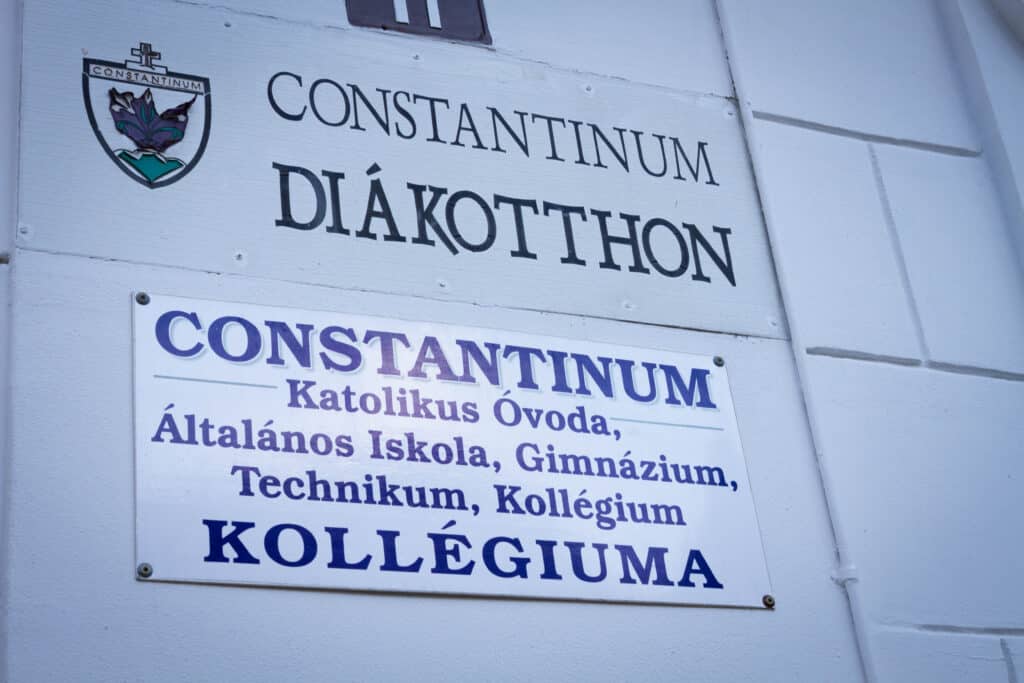 CONSTANTINUM
CONSTANTINUM
DIÁKOTTHON
CONSTANTINUM
Katolikus Óvoda,
Általános Iskola, Gimnázium,
Technikum, Kollégium
KOLLÉGIUMA